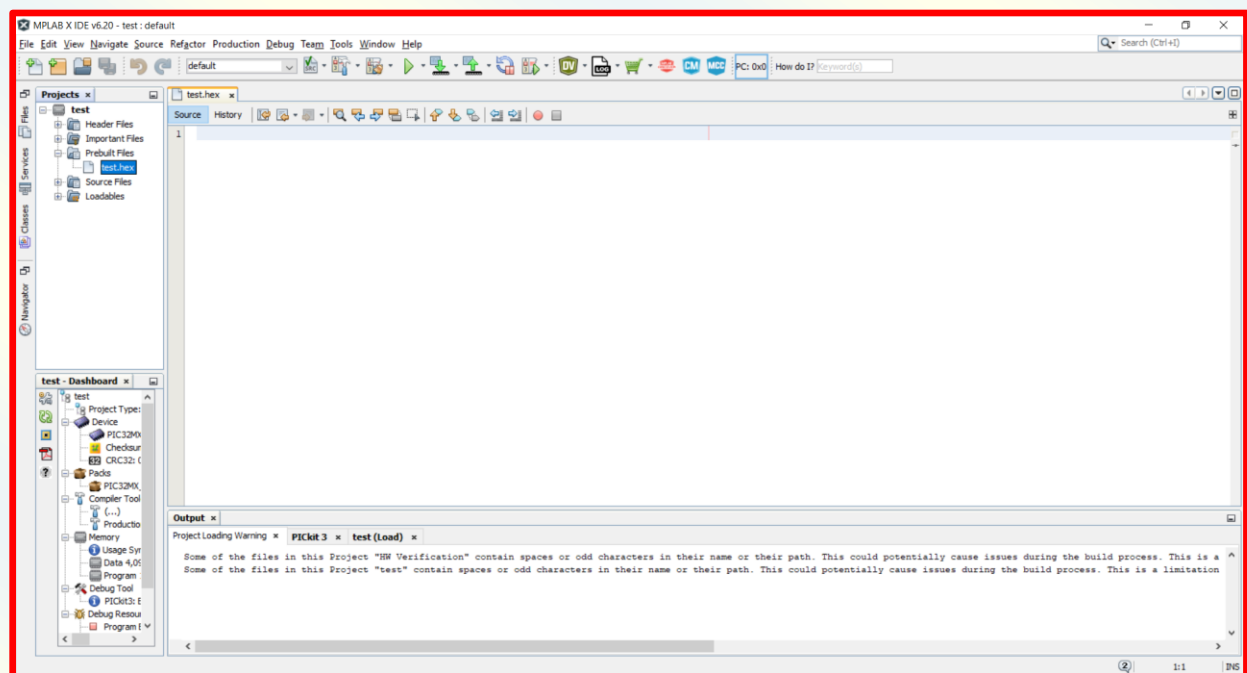 MPLAB X IDE v6.20 - test : default
File Edit View Navigate Source Refactor Production Debug Team Tools Window Help
Search (Ctrl+I)
default
DV
LOG
CM
MCC
PC: 0x0
How do I?
Keyword(s)
Files
Services
Classes
Navigator
Projects
test
Header Files
Important Files
Prebuilt Files
test.hex
Source Files
Loadables
test.hex
Source History
1
test - Dashboard
test
Project Type:
Device
PIC32MX
Checksur
32 CRC32: (
Packs
PIC32MX_
Compiler Tool
(...)
Productio
Memory
Usage Syr
Data 4,09
Program
Debug Tool
PICkit3: E
Debug Resou
Program E
Output
Project Loading Warning PICkit 3 test (Load)
Some of the files in this Project "HW Verification" contain spaces or odd characters in their name or their path. This could potentially cause issues during the build process. This is a
Some of the files in this Project "test" contain spaces or odd characters in their name or their path. This could potentially cause issues during the build process. This is a limitation
2
1:1
INS